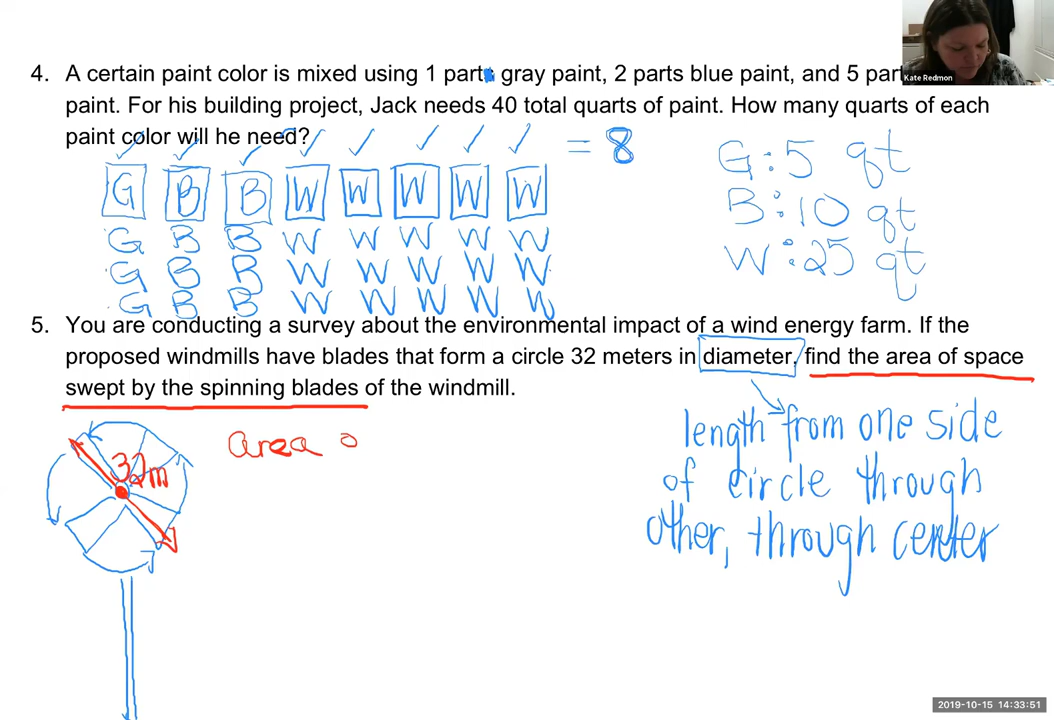 4. A certain paint color is mixed using 1 part gray paint, 2 parts blue paint, and 5
paint. For his building project, Jack needs 40 total quarts of paint. How many quarts of each
paint color will he need?
= 8
G B B W W W W W
G B B W W W W W
G B B W W W W W
G B B W W W W W
G : 5 qt
B : 10 qt
W : 25 qt
Kate Redmon
5. You are conducting a survey about the environmental impact of a wind energy farm. If the
proposed windmills have blades that form a circle 32 meters in diameter, find the area of space
swept by the spinning blades of the windmill.
32m
area o
length from one side
of circle through
other, through center
2019-10-15 14:33:51